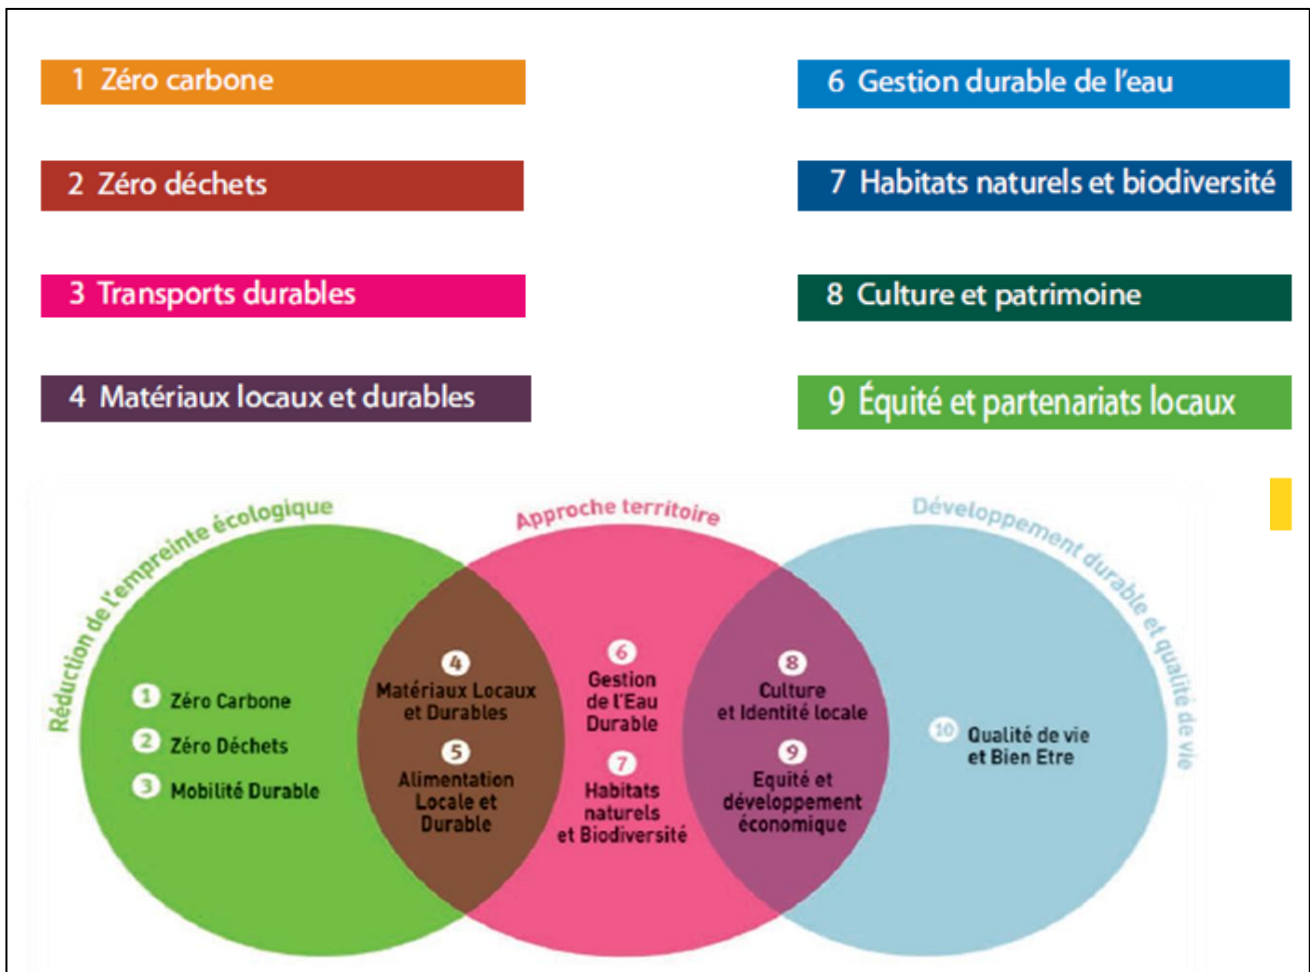 1 Zéro carbone
2 Zéro déchets
3 Transports durables
4 Matériaux locaux et durables
6 Gestion durable de l'eau
7 Habitats naturels et biodiversité
8 Culture et patrimoine
9 Équité et partenariats locaux
Réduction de l'empreinte écologique
1 Zéro Carbone
2 Zéro Déchets
3 Mobilité Durable
4
Matériaux Locaux
et Durables
5
Alimentation
Locale et
Durable
Approche territoire
6
Gestion
de l'Eau
Durable
7
Habitats
naturels
et Biodiversité
8
Culture
et Identité locale
9
Equité et
développement
économique
Développement durable et qualité de vie
10 Qualité de vie
et Bien Etre